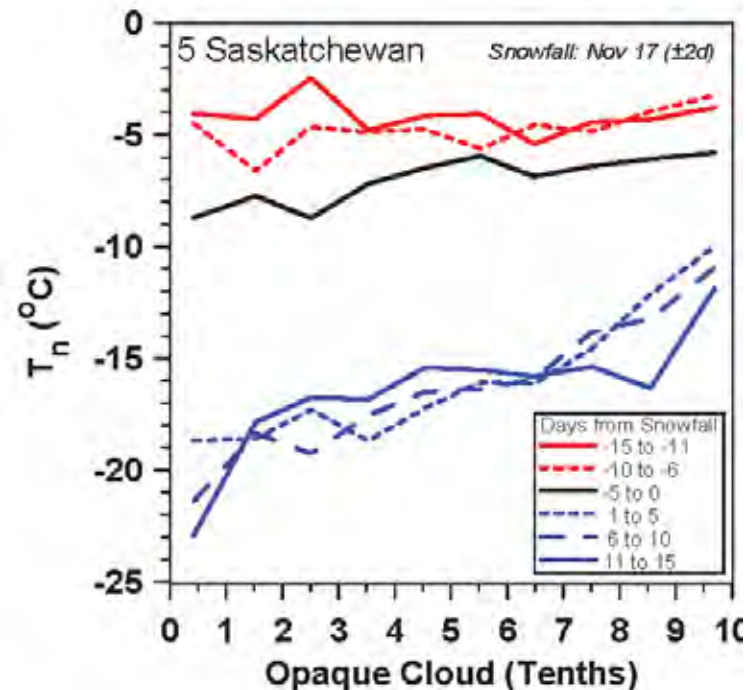 5 Saskatchewan
Snowfall: Nov 17 (±2d)
0
-5
-10
-15
-20
-25
Tn (oC)
Days from Snowfall
-15 to -11
-10 to -6
-5 to 0
1 to 5
6 to 10
11 to 15
0 1 2 3 4 5 6 7 8 9 10
Opaque Cloud (Tenths)